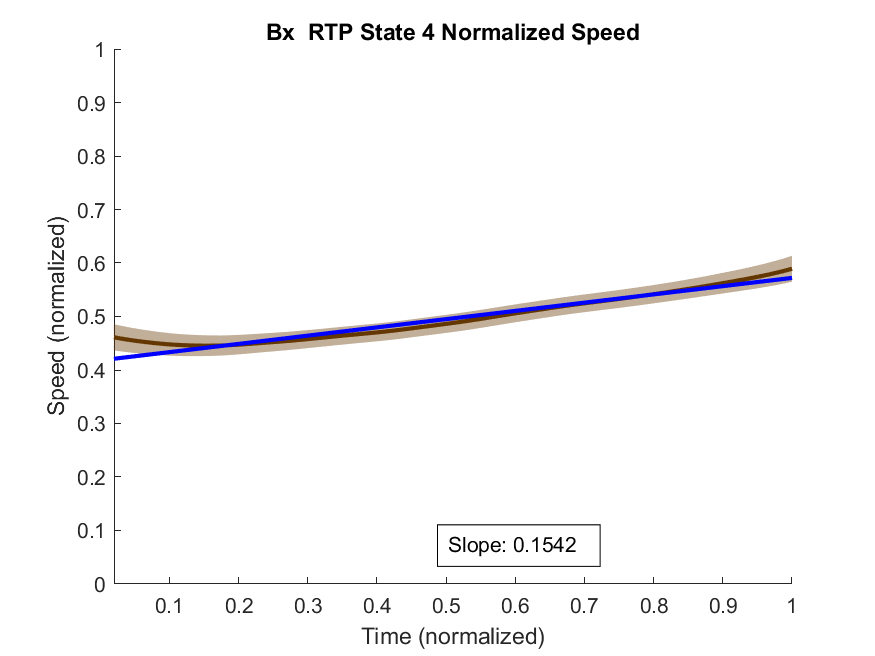 Bx  RTP State 4 Normalized Speed
1
0.9
0.8
0.7
0.6
0.5
0.4
0.3
0.2
0.1
0
Speed (normalized)
Slope: 0.1542
0.1 0.2 0.3 0.4 0.5 0.6 0.7 0.8 0.9 1
Time (normalized)